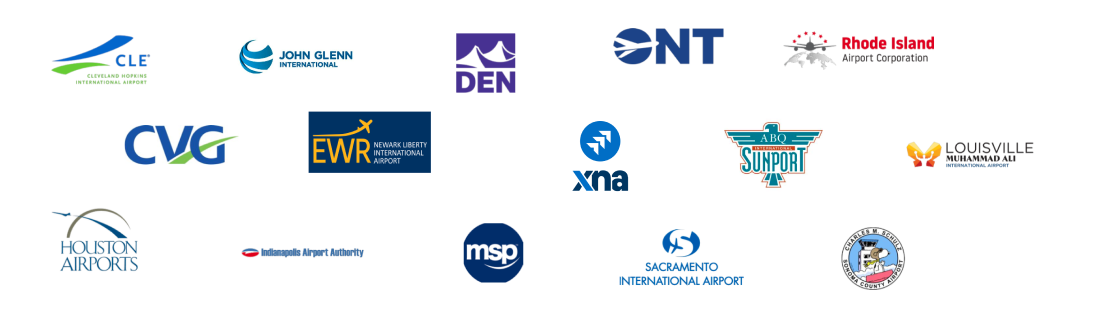 CLE®
CLEVELAND HOPKINS
INTERNATIONAL AIRPORT
JOHN GLENN
INTERNATIONAL
DEN
ONT
Rhode Island
Airport Corporation
CVG
EWR
NEWARK LIBERTY
INTERNATIONAL
AIRPORT
xna
ABQ
INTERNATIONAL
SUNPORT
LOUISVILLE
MUHAMMAD ALI
INTERNATIONAL AIRPORT
HOUSTON
AIRPORTS
Indianapolis Airport Authority
msp
SACRAMENTO
INTERNATIONAL AIRPORT
CHARLES M. SCHULZ
SONOMA COUNTY AIRPORT